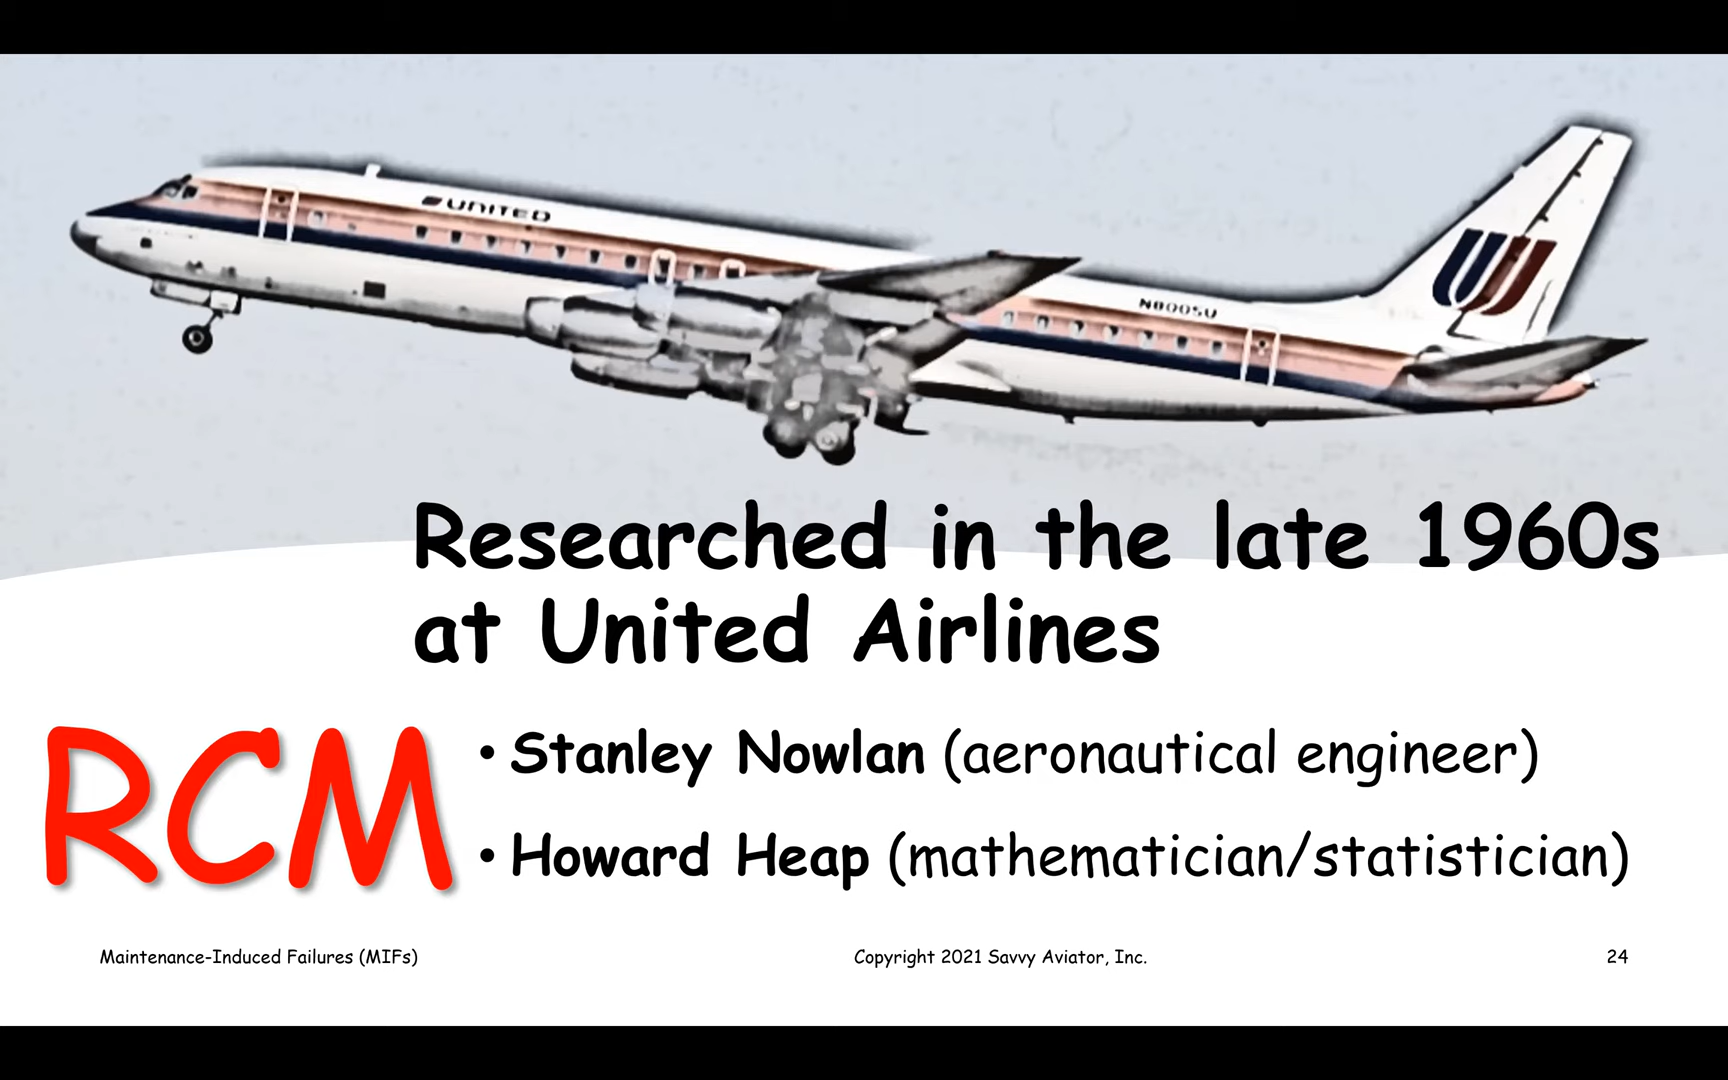 UNITED
N8005U
Researched in the late 1960s
at United Airlines
RCM
• Stanley Nowlan (aeronautical engineer)
• Howard Heap (mathematician/statistician)
Maintenance-Induced Failures (MIFs)
Copyright 2021 Savvy Aviator, Inc.
24